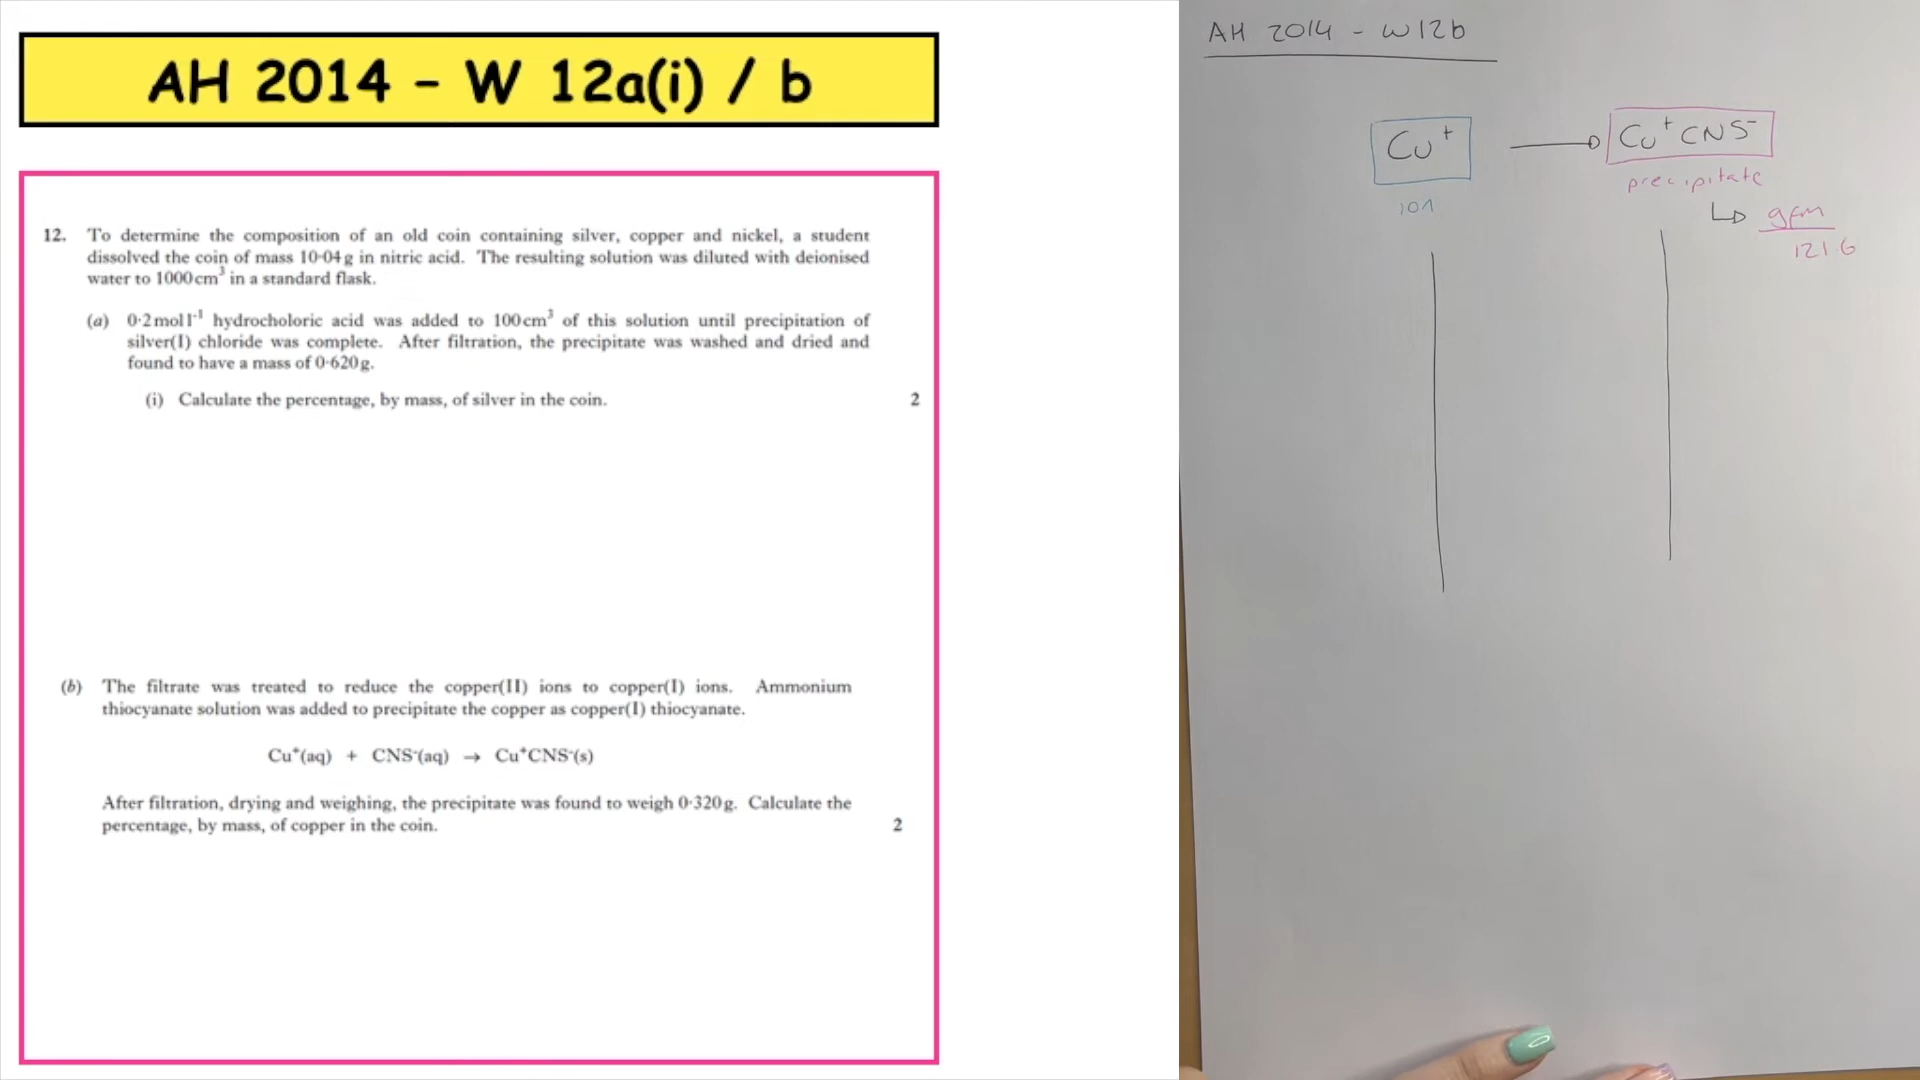 AH 2014 - W 12a(i) / b
12. To determine the composition of an old coin containing silver, copper and nickel, a student
dissolved the coin of mass 10·04 g in nitric acid. The resulting solution was diluted with deionised
water to 1000 cm³ in a standard flask.
(a) 0·2 mol l⁻¹ hydrocholoric acid was added to 100 cm³ of this solution until precipitation of
silver(I) chloride was complete. After filtration, the precipitate was washed and dried and
found to have a mass of 0·620 g.
(i) Calculate the percentage, by mass, of silver in the coin. 2
(b) The filtrate was treated to reduce the copper(II) ions to copper(I) ions. Ammonium
thiocyanate solution was added to precipitate the copper as copper(I) thiocyanate.
Cu⁺(aq) + CNS⁻(aq) → Cu⁺CNS⁻(s)
After filtration, drying and weighing, the precipitate was found to weigh 0·320 g. Calculate the
percentage, by mass, of copper in the coin. 2
AH 2014 - W12b
Cu⁺ → Cu⁺CNS⁻
ion
precipitate
↳ gfm
121 6